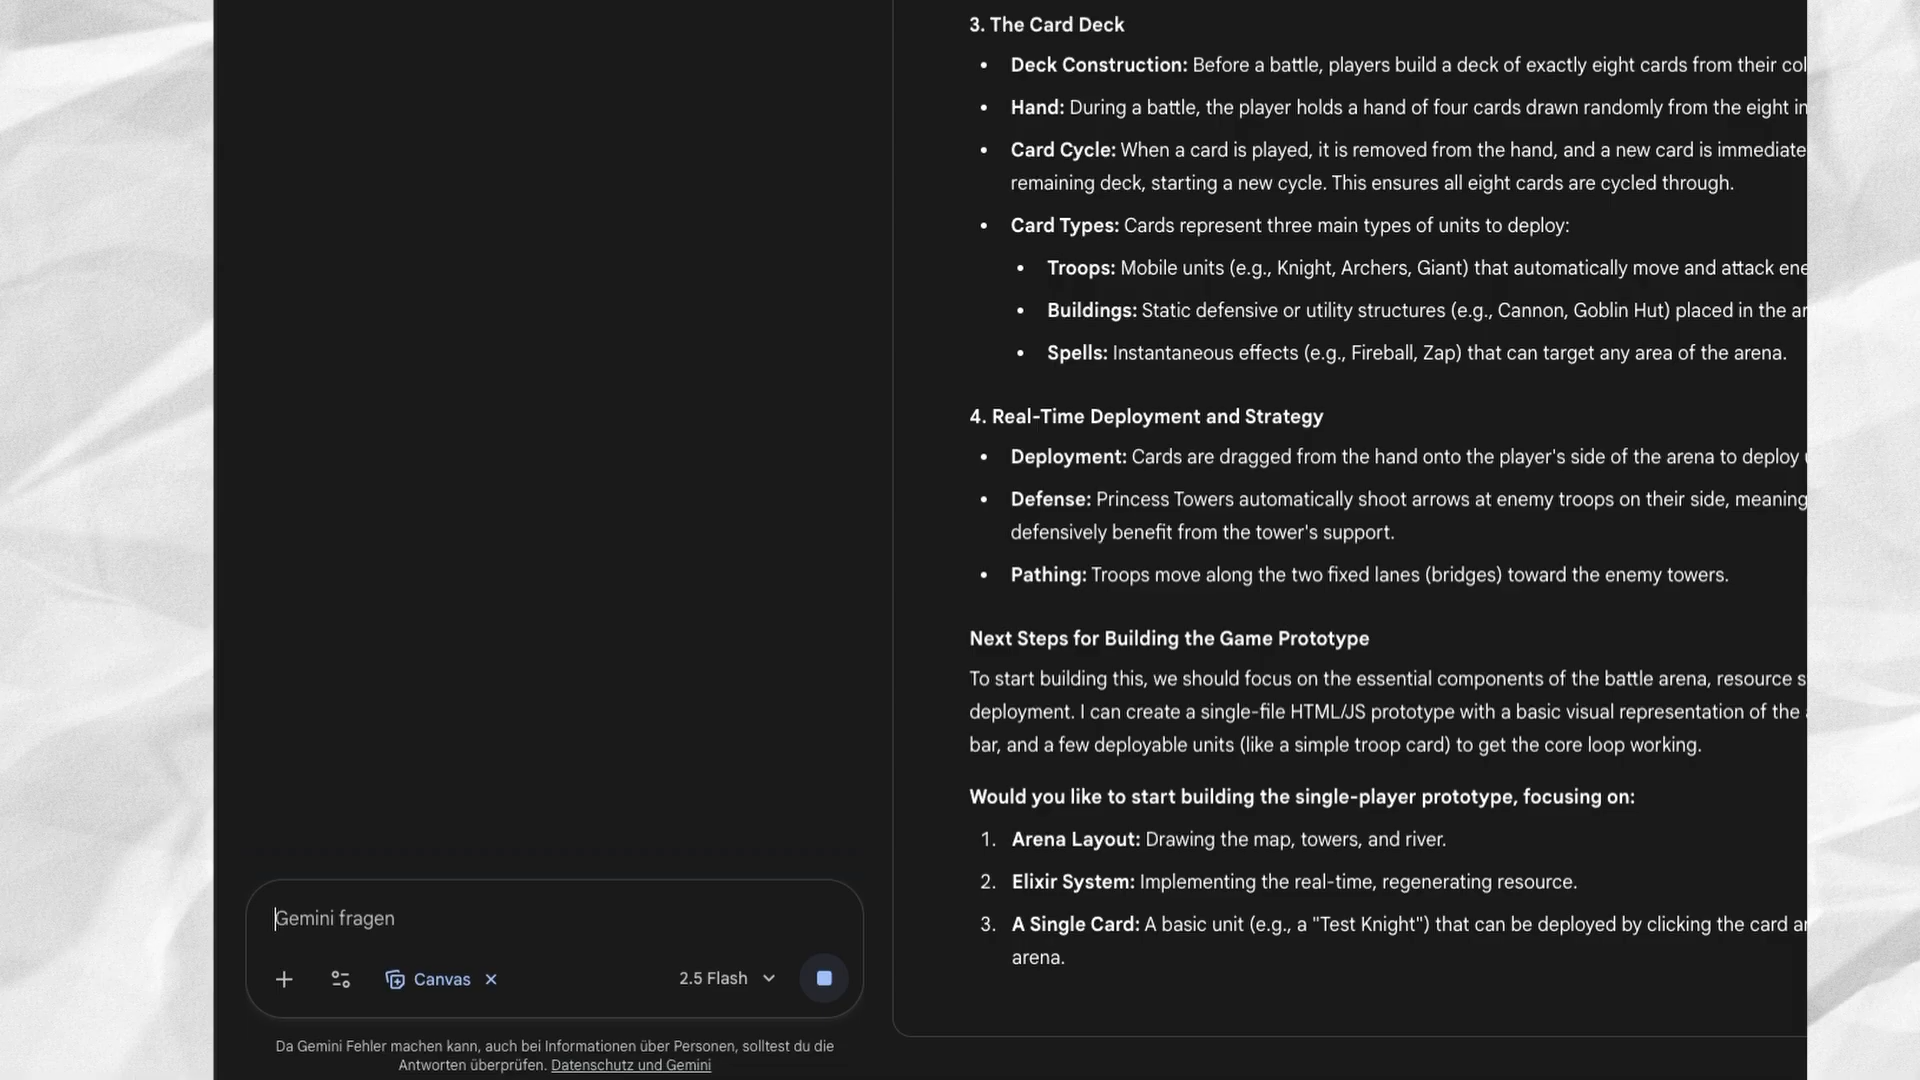 3. The Card Deck
• Deck Construction: Before a battle, players build a deck of exactly eight cards from their col
• Hand: During a battle, the player holds a hand of four cards drawn randomly from the eight in
• Card Cycle: When a card is played, it is removed from the hand, and a new card is immediate
remaining deck, starting a new cycle. This ensures all eight cards are cycled through.
• Card Types: Cards represent three main types of units to deploy:
• Troops: Mobile units (e.g., Knight, Archers, Giant) that automatically move and attack ene
• Buildings: Static defensive or utility structures (e.g., Cannon, Goblin Hut) placed in the ar
• Spells: Instantaneous effects (e.g., Fireball, Zap) that can target any area of the arena.
4. Real-Time Deployment and Strategy
• Deployment: Cards are dragged from the hand onto the player's side of the arena to deploy
• Defense: Princess Towers automatically shoot arrows at enemy troops on their side, meaning
defensively benefit from the tower's support.
• Pathing: Troops move along the two fixed lanes (bridges) toward the enemy towers.
Next Steps for Building the Game Prototype
To start building this, we should focus on the essential components of the battle arena, resource s
deployment. I can create a single-file HTML/JS prototype with a basic visual representation of the
bar, and a few deployable units (like a simple troop card) to get the core loop working.
Would you like to start building the single-player prototype, focusing on:
1. Arena Layout: Drawing the map, towers, and river.
2. Elixir System: Implementing the real-time, regenerating resource.
3. A Single Card: A basic unit (e.g., a "Test Knight") that can be deployed by clicking the card ar
arena.
Gemini fragen
Canvas
2.5 Flash
Da Gemini Fehler machen kann, auch bei Informationen über Personen, solltest du die
Antworten überprüfen. Datenschutz und Gemini